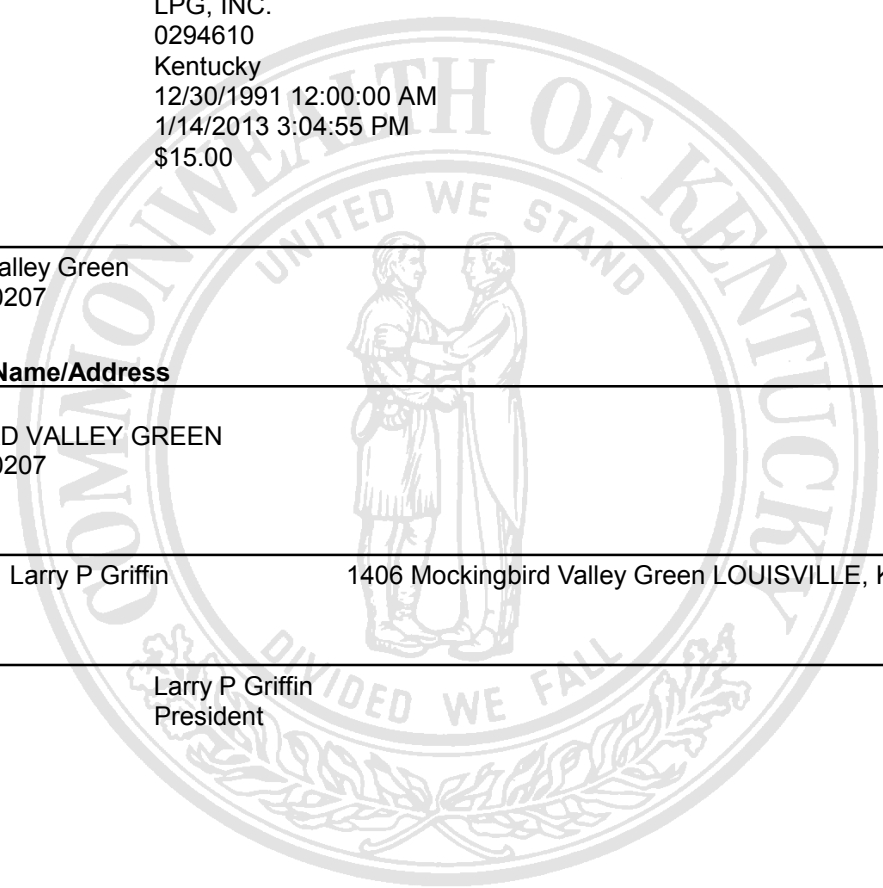 LPG, INC.
0294610
Kentucky
12/30/1991 12:00:00 AM
1/14/2013 3:04:55 PM
$15.00
COMMONWEALTH OF KENTUCKY
UNITED WE STAND
alley Green
0207
Name/Address
D VALLEY GREEN
0207
Larry P Griffin 1406 Mockingbird Valley Green LOUISVILLE, K
DIVIDED WE FALL
Larry P Griffin
President